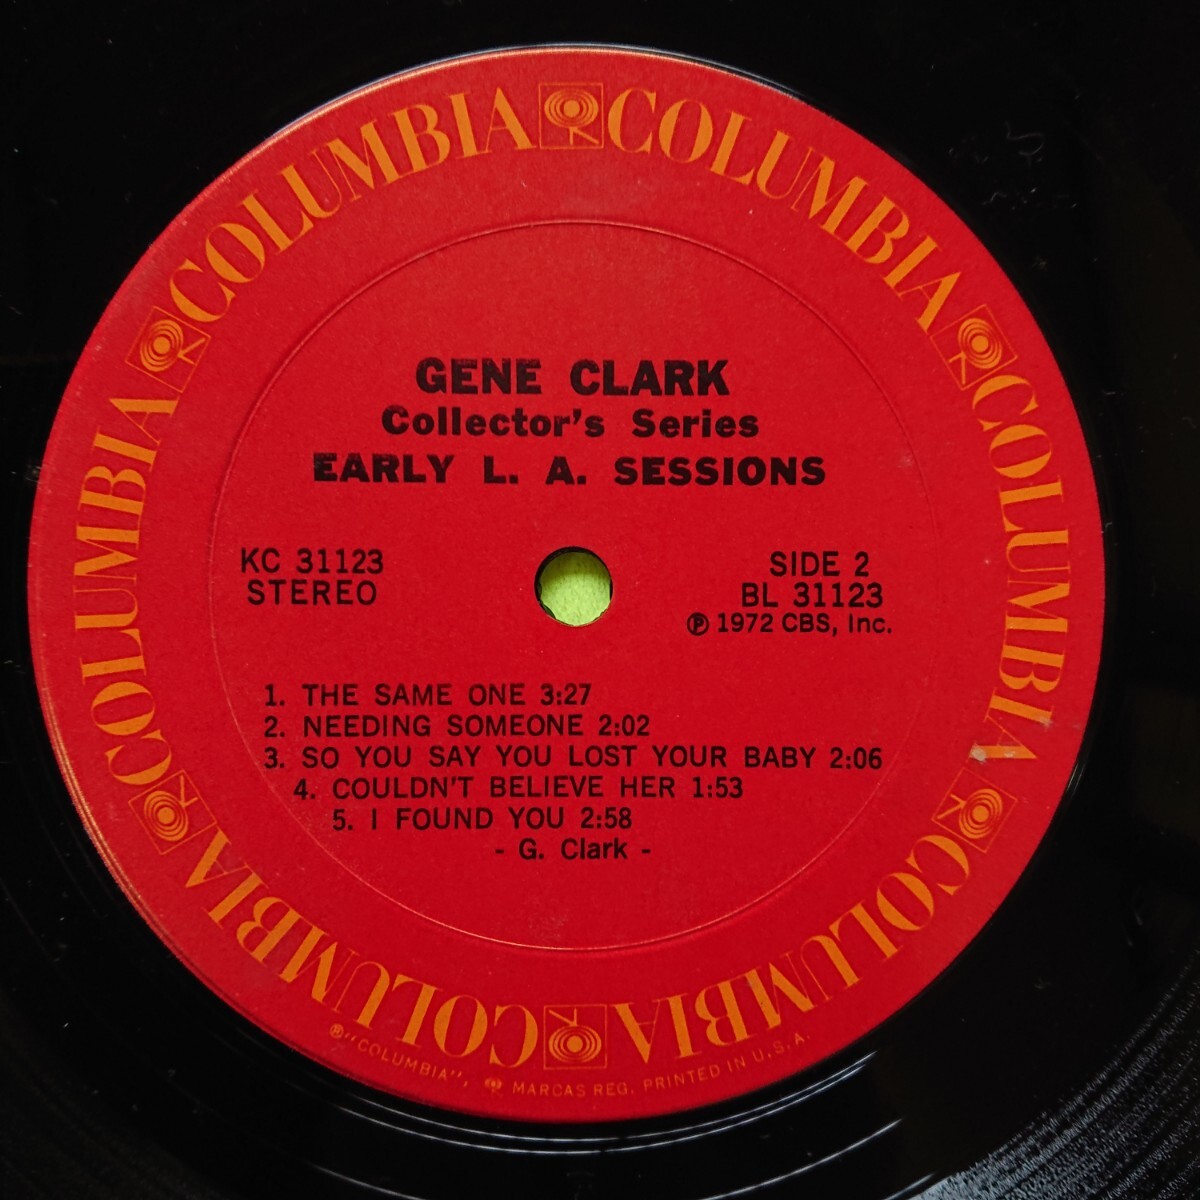 COLUMBIA COLUMBIA COLUMBIA COLUMBIA COLUMBIA COLUMBIA
GENE CLARK
Collector's Series
EARLY L. A. SESSIONS
KC 31123
STEREO
SIDE 2
BL 31123
℗ 1972 CBS, Inc.
1. THE SAME ONE 3:27
2. NEEDING SOMEONE 2:02
3. SO YOU SAY YOU LOST YOUR BABY 2:06
4. COULDN'T BELIEVE HER 1:53
5. I FOUND YOU 2:58
- G. Clark -
® "COLUMBIA", MARCAS REG. PRINTED IN U.S.A.